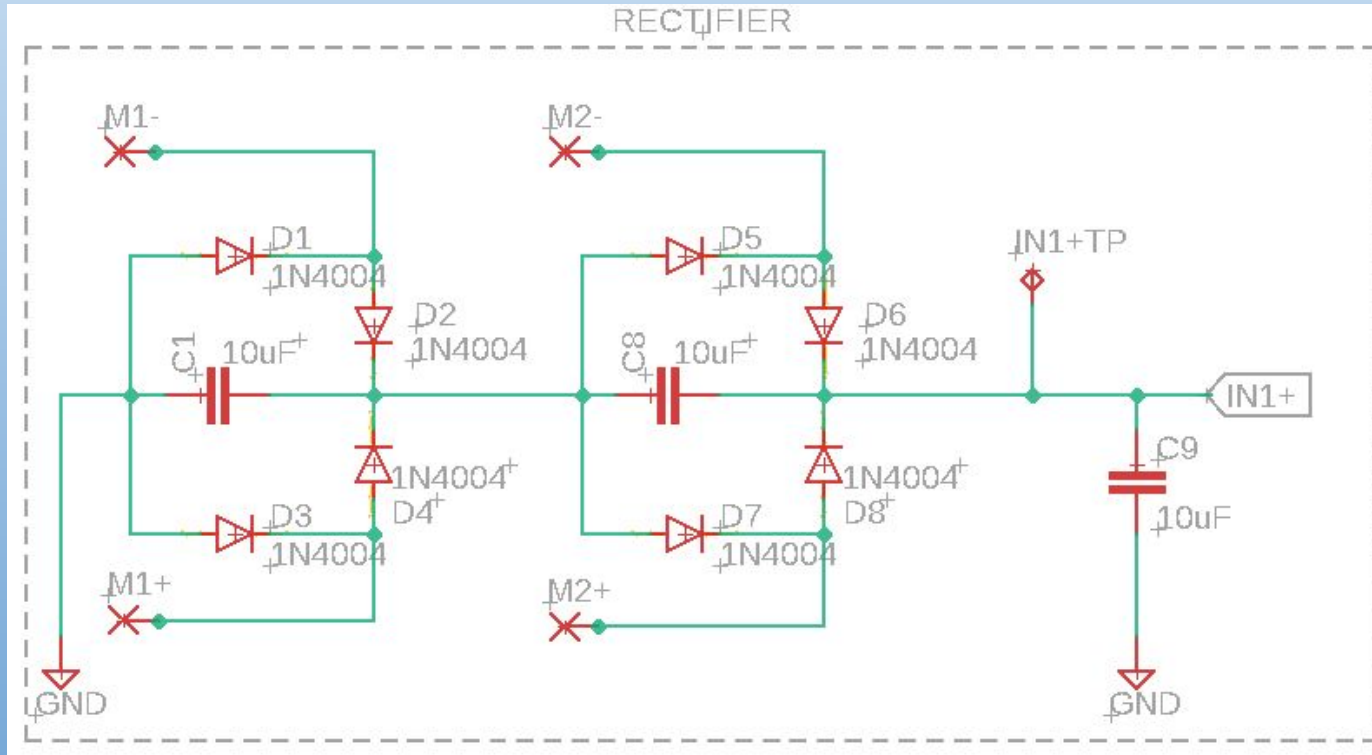 RECTIFIER
M1-
M2-
D1
1N4004
D5
1N4004
IN1+TP
D2
1N4004
D6
1N4004
C1
10uF
C8
10uF
IN1+
C9
10uF
1N4004
D4
1N4004
D8
D3
1N4004
D7
1N4004
M1+
M2+
GND
GND